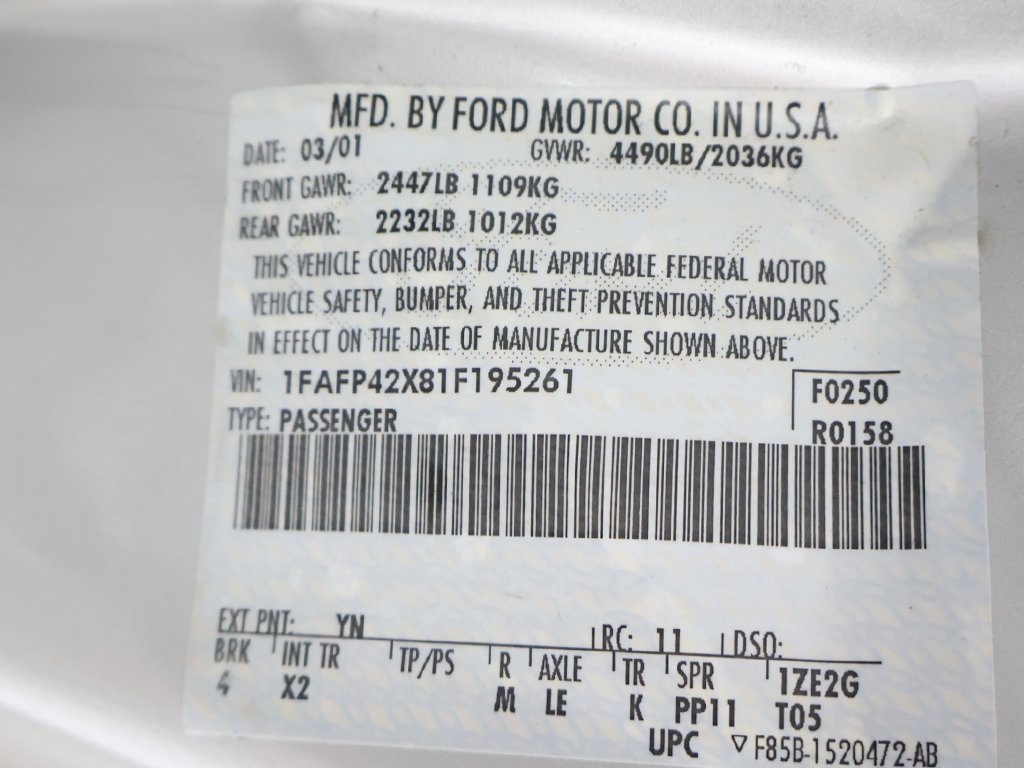 MFD. BY FORD MOTOR CO. IN U.S.A.
DATE: 03/01 GVWR: 4490LB/2036KG
FRONT GAWR: 2447LB 1109KG
REAR GAWR: 2232LB 1012KG
THIS VEHICLE CONFORMS TO ALL APPLICABLE FEDERAL MOTOR
VEHICLE SAFETY, BUMPER, AND THEFT PREVENTION STANDARDS
IN EFFECT ON THE DATE OF MANUFACTURE SHOWN ABOVE.
VIN: 1FAFP42X81F195261 F0250
TYPE: PASSENGER R0158
EXT PNT: YN RC: 11 DSO:
BRK INT TR TP/PS R AXLE TR SPR 1ZE2G
4 X2 M LE K PP11 T05
UPC ▽ F85B-1520472-AB